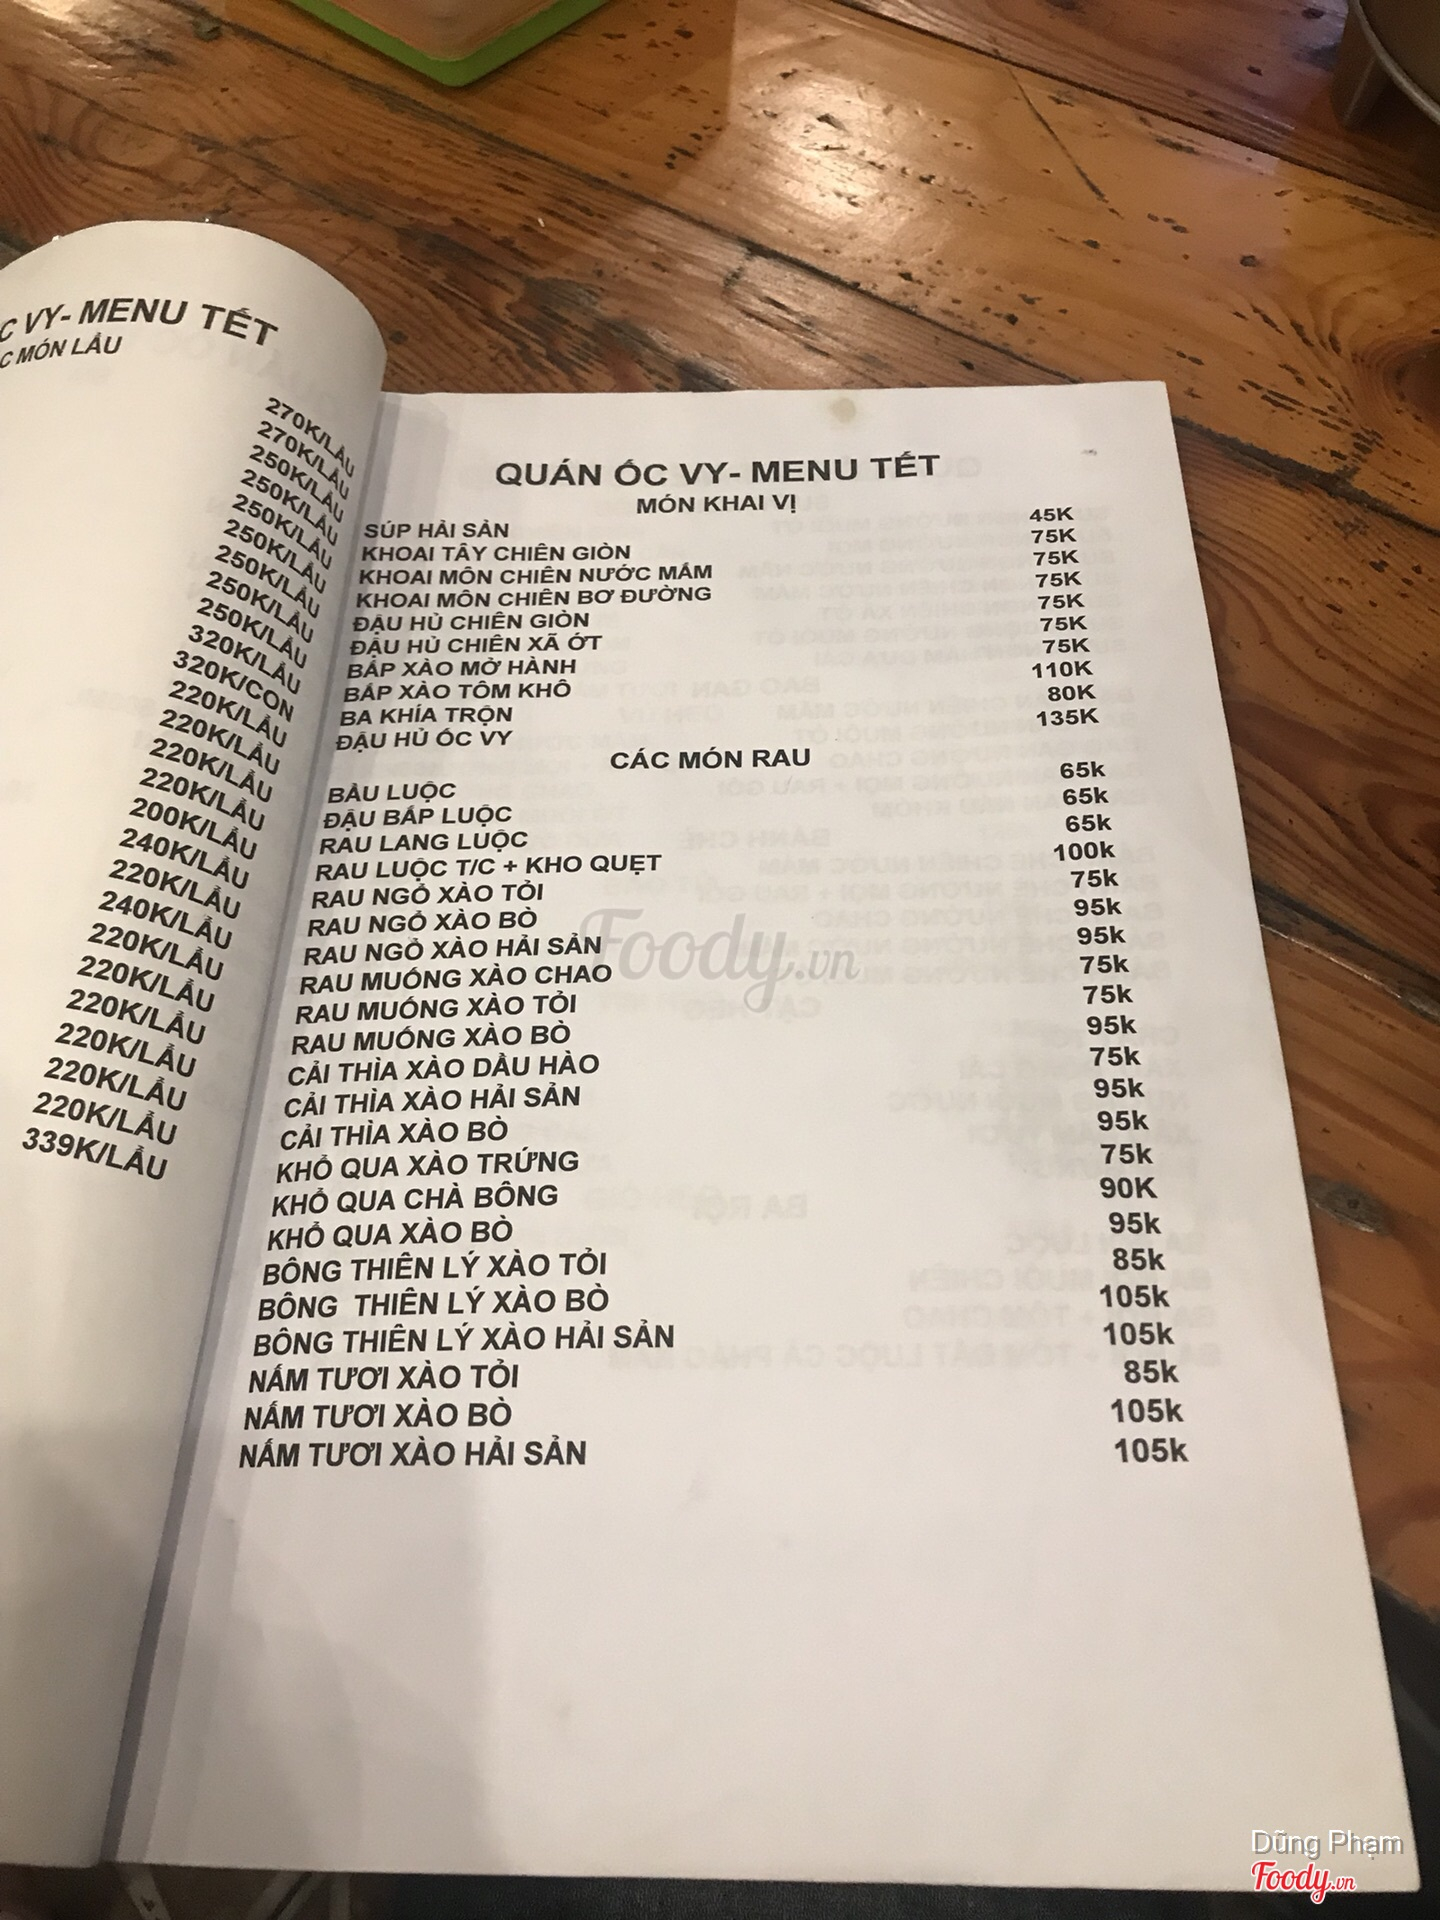 C VY- MENU TẾT
C MÓN LẨU
270K/LẨU
270K/LẨU
250K/LẨU
250K/LẨU
250K/LẨU
250K/LẨU
250K/LẨU
250K/LẨU
250K/LẨU
320K/LẨU
320K/CON
220K/LẨU
220K/LẨU
220K/LẨU
220K/LẨU
200K/LẨU
240K/LẨU
220K/LẨU
240K/LẨU
220K/LẨU
220K/LẨU
220K/LẨU
220K/LẨU
220K/LẨU
220K/LẨU
339K/LẨU
QUÁN ỐC VY- MENU TẾT
MÓN KHAI VỊ
SÚP HẢI SẢN 45K
KHOAI TÂY CHIÊN GIÒN 75K
KHOAI MÔN CHIÊN NƯỚC MẮM 75K
KHOAI MÔN CHIÊN BƠ ĐƯỜNG 75K
ĐẬU HỦ CHIÊN GIÒN 75K
ĐẬU HỦ CHIÊN XÃ ỚT 75K
BẮP XÀO MỞ HÀNH 75K
BẮP XÀO TÔM KHÔ 110K
BA KHÍA TRỘN 80K
ĐẬU HỦ ỐC VY 135K
CÁC MÓN RAU
BẦU LUỘC 65k
ĐẬU BẮP LUỘC 65k
RAU LANG LUỘC 65k
RAU LUỘC T/C + KHO QUẸT 100k
RAU NGỎ XÀO TỎI 75k
RAU NGỎ XÀO BÒ 95k
RAU NGỎ XÀO HẢI SẢN 95k
RAU MUÓNG XÀO CHAO 75k
RAU MUÓNG XÀO TỎI 75k
RAU MUÓNG XÀO BÒ 95k
CẢI THÌA XÀO DẦU HÀO 75k
CẢI THÌA XÀO HẢI SẢN 95k
CẢI THÌA XÀO BÒ 95k
KHỔ QUA XÀO TRỨNG 75k
KHỔ QUA CHÀ BÔNG 90K
KHỔ QUA XÀO BÒ 95k
BÔNG THIÊN LÝ XÀO TỎI 85k
BÔNG THIÊN LÝ XÀO BÒ 105k
BÔNG THIÊN LÝ XÀO HẢI SẢN 105k
NẤM TƯƠI XÀO TỎI 85k
NẤM TƯƠI XÀO BÒ 105k
NẤM TƯƠI XÀO HẢI SẢN 105k
Foody.vn
Dũng Phạm
Foody.vn